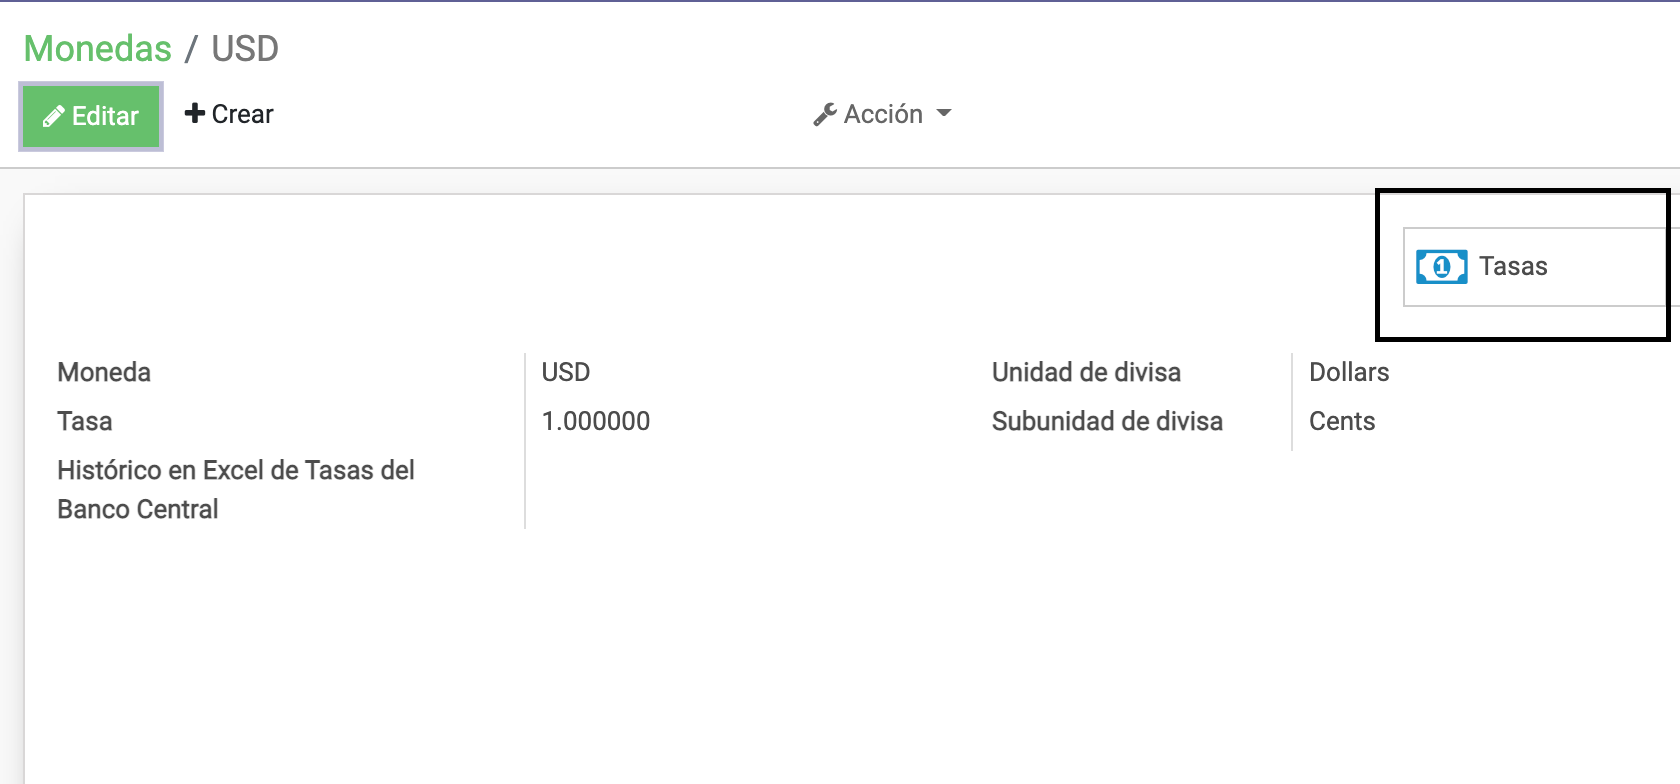 Monedas / USD
Editar
Crear
Acción
1 Tasas
Moneda USD
Tasa 1.000000
Histórico en Excel de Tasas del
Banco Central
Unidad de divisa Dollars
Subunidad de divisa Cents